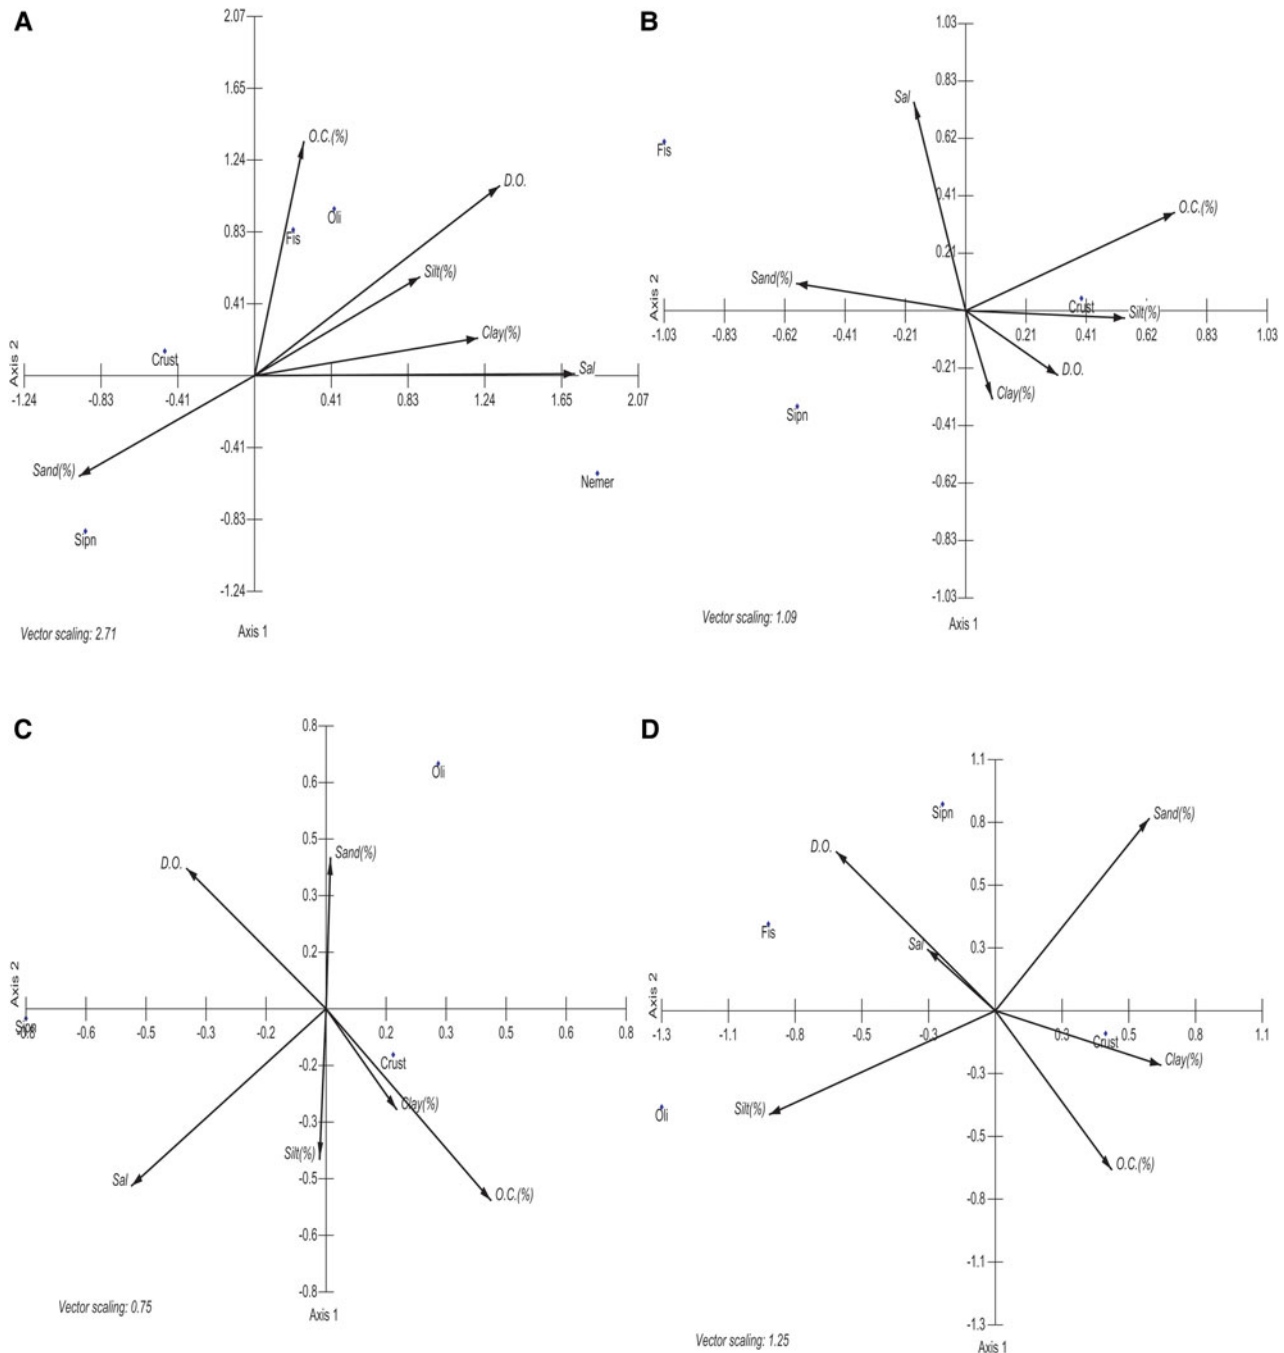 A
2.07
1.65
O.C.(%)
1.24
D.O.
Oli
0.83
Fis
Silt(%)
0.41
Clay(%)
Crust
Sal
Axis 2
-1.24 -0.83 -0.41 0.41 0.83 1.24 1.65 2.07
-0.41
Sand(%)
Nemer
-0.83
Sipn
-1.24
Vector scaling: 2.71
Axis 1
B
1.03
0.83
Sal
0.62
Fis
0.41
O.C.(%)
0.21
Sand(%)
Crust
Silt(%)
Axis 2
-1.03 -0.83 -0.62 -0.41 -0.21 0.21 0.41 0.62 0.83 1.03
-0.21
D.O.
Clay(%)
Sipn
-0.41
-0.62
-0.83
-1.03
Vector scaling: 1.09
Axis 1
C
0.8
Oli
0.6
0.5
Sand(%)
D.O.
0.3
0.2
Axis 2
Sipn
-0.8 -0.6 -0.5 -0.3 -0.2 0.2 0.3 0.5 0.6 0.8
-0.2
Crust
Clay(%)
-0.3
Silt(%)
-0.5
Sal
O.C.(%)
-0.6
-0.8
Vector scaling: 0.75
Axis 1
D
1.1
Sipn
0.8
Sand(%)
D.O.
0.5
Fis
Sal
0.3
Axis 2
-1.3 -1.1 -0.8 -0.5 -0.3 0.3 0.5 0.8 1.1
Crust
Clay(%)
-0.3
Silt(%)
Oli
-0.5
O.C.(%)
-0.8
-1.1
-1.3
Vector scaling: 1.25
Axis 1